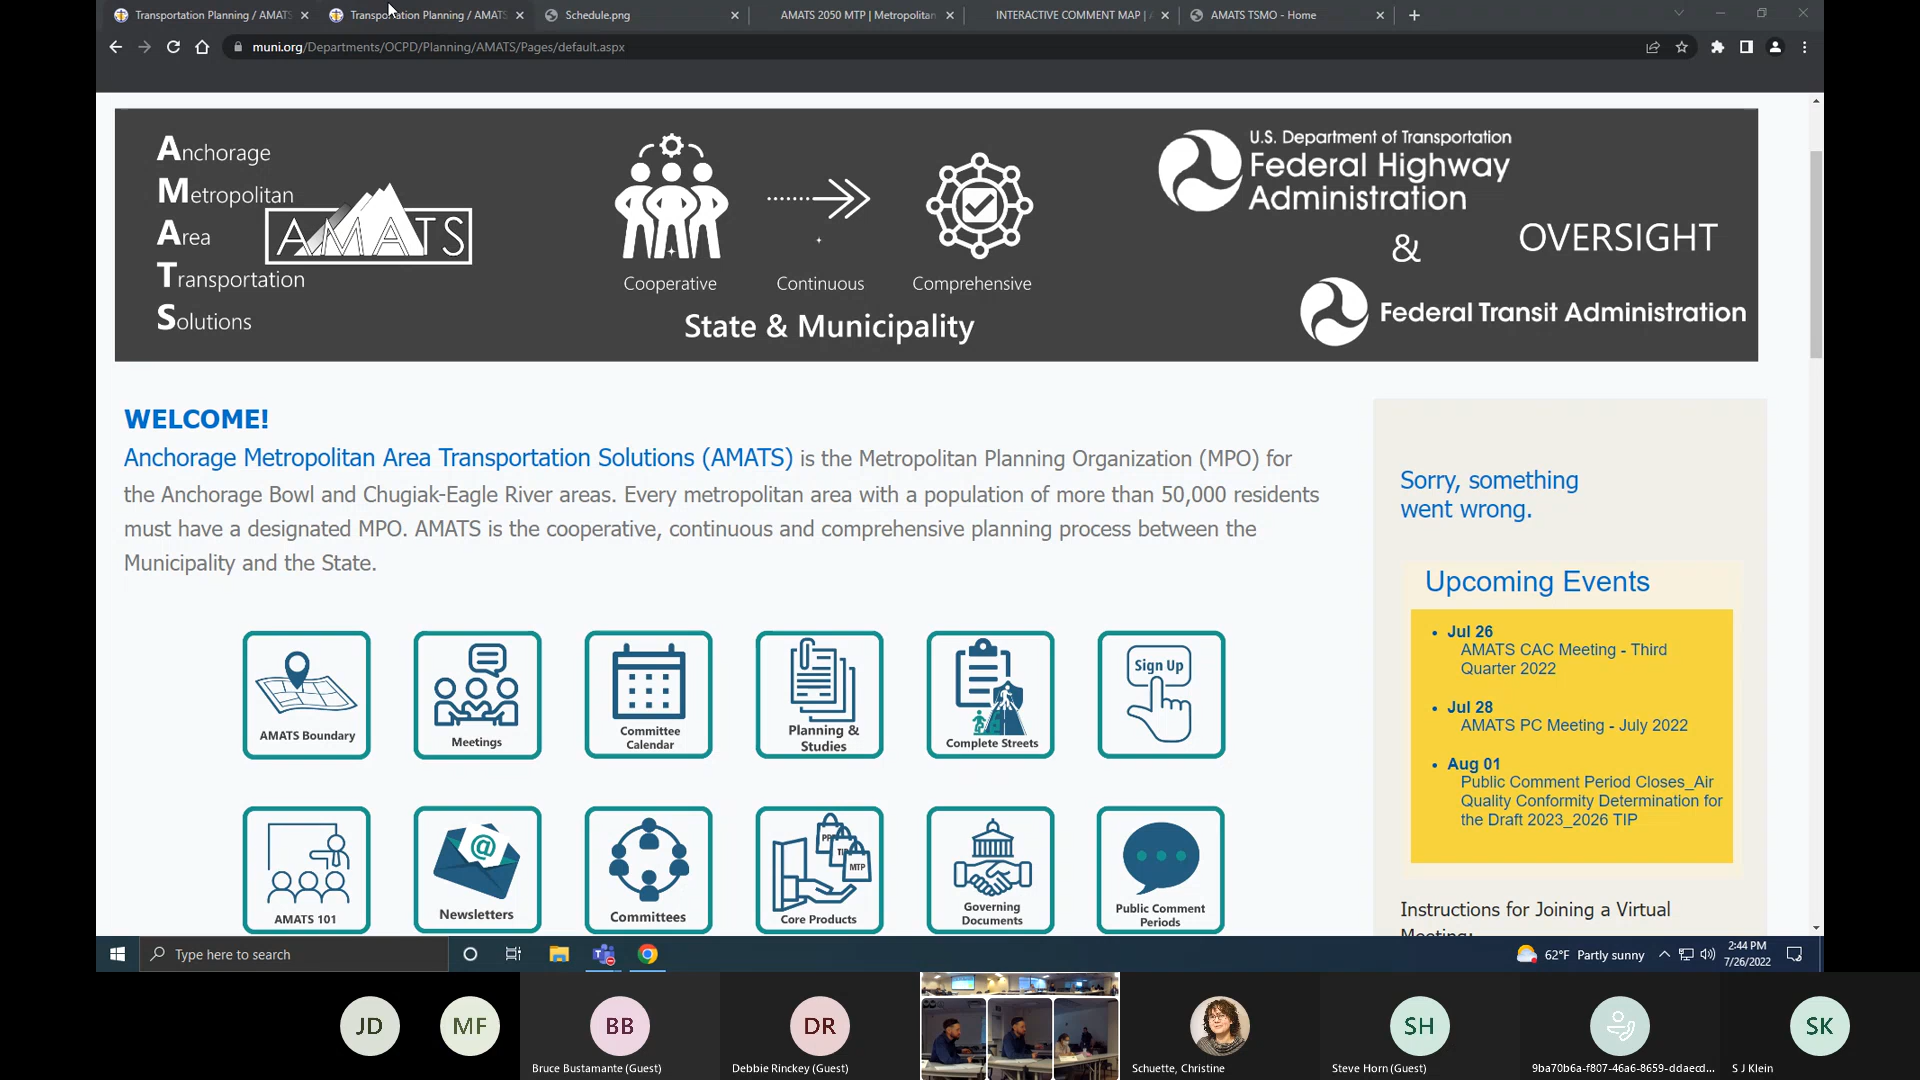 Transportation Planning / AMATS
Transportation Planning / AMATS
Schedule.png
AMATS 2050 MTP | Metropolitan
INTERACTIVE COMMENT MAP |
AMATS TSMO - Home
muni.org/Departments/OCPD/Planning/AMATS/Pages/default.aspx
Anchorage
Metropolitan
Area
Transportation
Solutions
AMATS
Cooperative
Continuous
Comprehensive
State & Municipality
U.S. Department of Transportation
Federal Highway
Administration
&
OVERSIGHT
Federal Transit Administration
WELCOME!
Anchorage Metropolitan Area Transportation Solutions (AMATS) is the Metropolitan Planning Organization (MPO) for
the Anchorage Bowl and Chugiak-Eagle River areas. Every metropolitan area with a population of more than 50,000 residents
must have a designated MPO. AMATS is the cooperative, continuous and comprehensive planning process between the
Municipality and the State.
AMATS Boundary
Meetings
Committee
Calendar
Planning &
Studies
Complete Streets
Sign Up
AMATS 101
@
Newsletters
Committees
MTP
Core Products
Governing
Documents
Public Comment
Periods
Sorry, something
went wrong.
Upcoming Events
• Jul 26
AMATS CAC Meeting - Third
Quarter 2022
• Jul 28
AMATS PC Meeting - July 2022
• Aug 01
Public Comment Period Closes_Air
Quality Conformity Determination for
the Draft 2023_2026 TIP
Instructions for Joining a Virtual
Meeting:
Type here to search
62°F Partly sunny
2:44 PM
7/26/2022
JD
MF
BB
Bruce Bustamante (Guest)
DR
Debbie Rinckey (Guest)
Schuette, Christine
SH
Steve Horn (Guest)
9ba70b6a-f807-46a6-8659-ddaecd...
SK
S J Klein